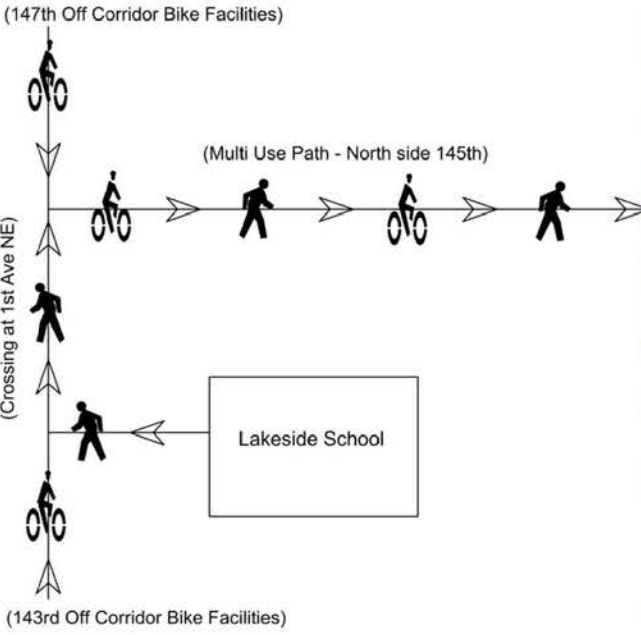 (147th Off Corridor Bike Facilities)
(Multi Use Path - North side 145th)
(Crossing at 1st Ave NE)
Lakeside School
(143rd Off Corridor Bike Facilities)